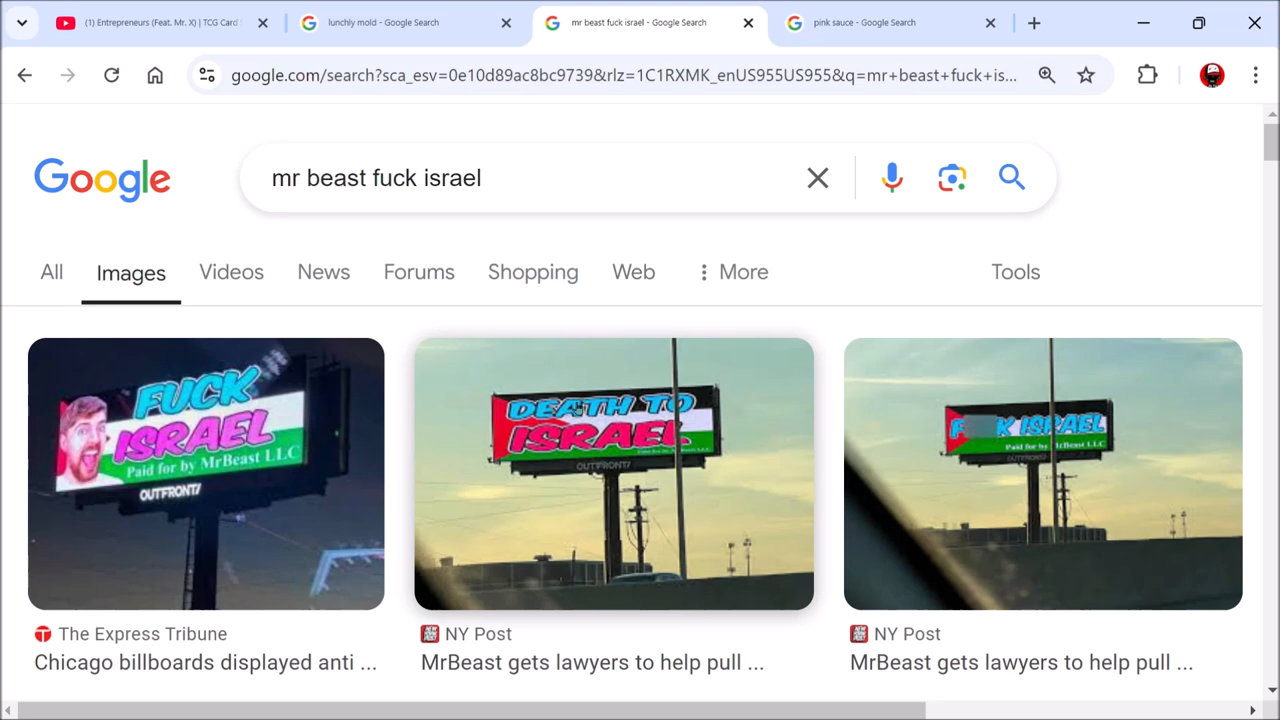 (1) Entrepreneurs (Feat. Mr. X) | TCG Card
lunchly mold - Google Search
mr beast fuck israel - Google Search
pink sauce - Google Search
google.com/search?sca_esv=0e10d89ac8bc9739&rlz=1C1RXMK_enUS955US955&q=mr+beast+fuck+is...
Google
mr beast fuck israel
All
Images
Videos
News
Forums
Shopping
Web
More
Tools
FUCK
ISRAEL
Paid for by MrBeast LLC
OUTFRONT/
DEATH TO
ISRAEL
OUTFRONT/
F K ISRAEL
Paid for by MrBeast LLC
OUTFRONT/
The Express Tribune
Chicago billboards displayed anti ...
NY Post
MrBeast gets lawyers to help pull ...
NY Post
MrBeast gets lawyers to help pull ...